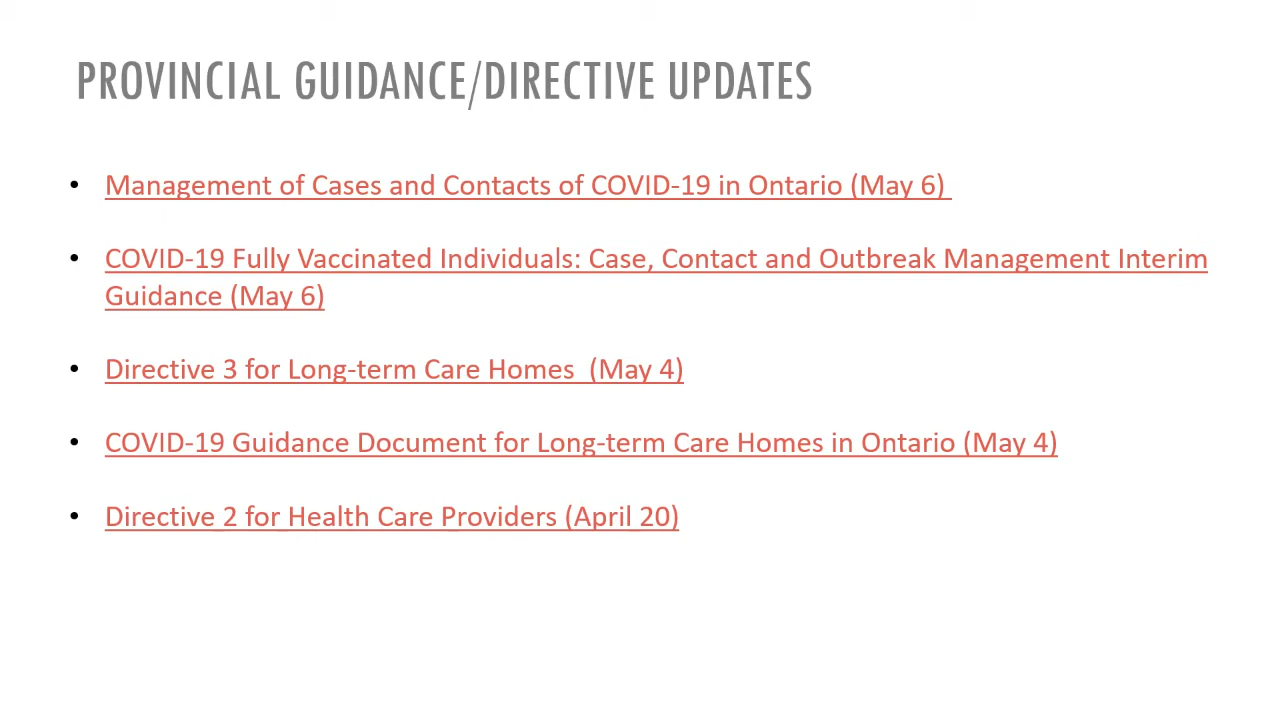 PROVINCIAL GUIDANCE/DIRECTIVE UPDATES
• Management of Cases and Contacts of COVID-19 in Ontario (May 6)
• COVID-19 Fully Vaccinated Individuals: Case, Contact and Outbreak Management Interim
Guidance (May 6)
• Directive 3 for Long-term Care Homes  (May 4)
• COVID-19 Guidance Document for Long-term Care Homes in Ontario (May 4)
• Directive 2 for Health Care Providers (April 20)